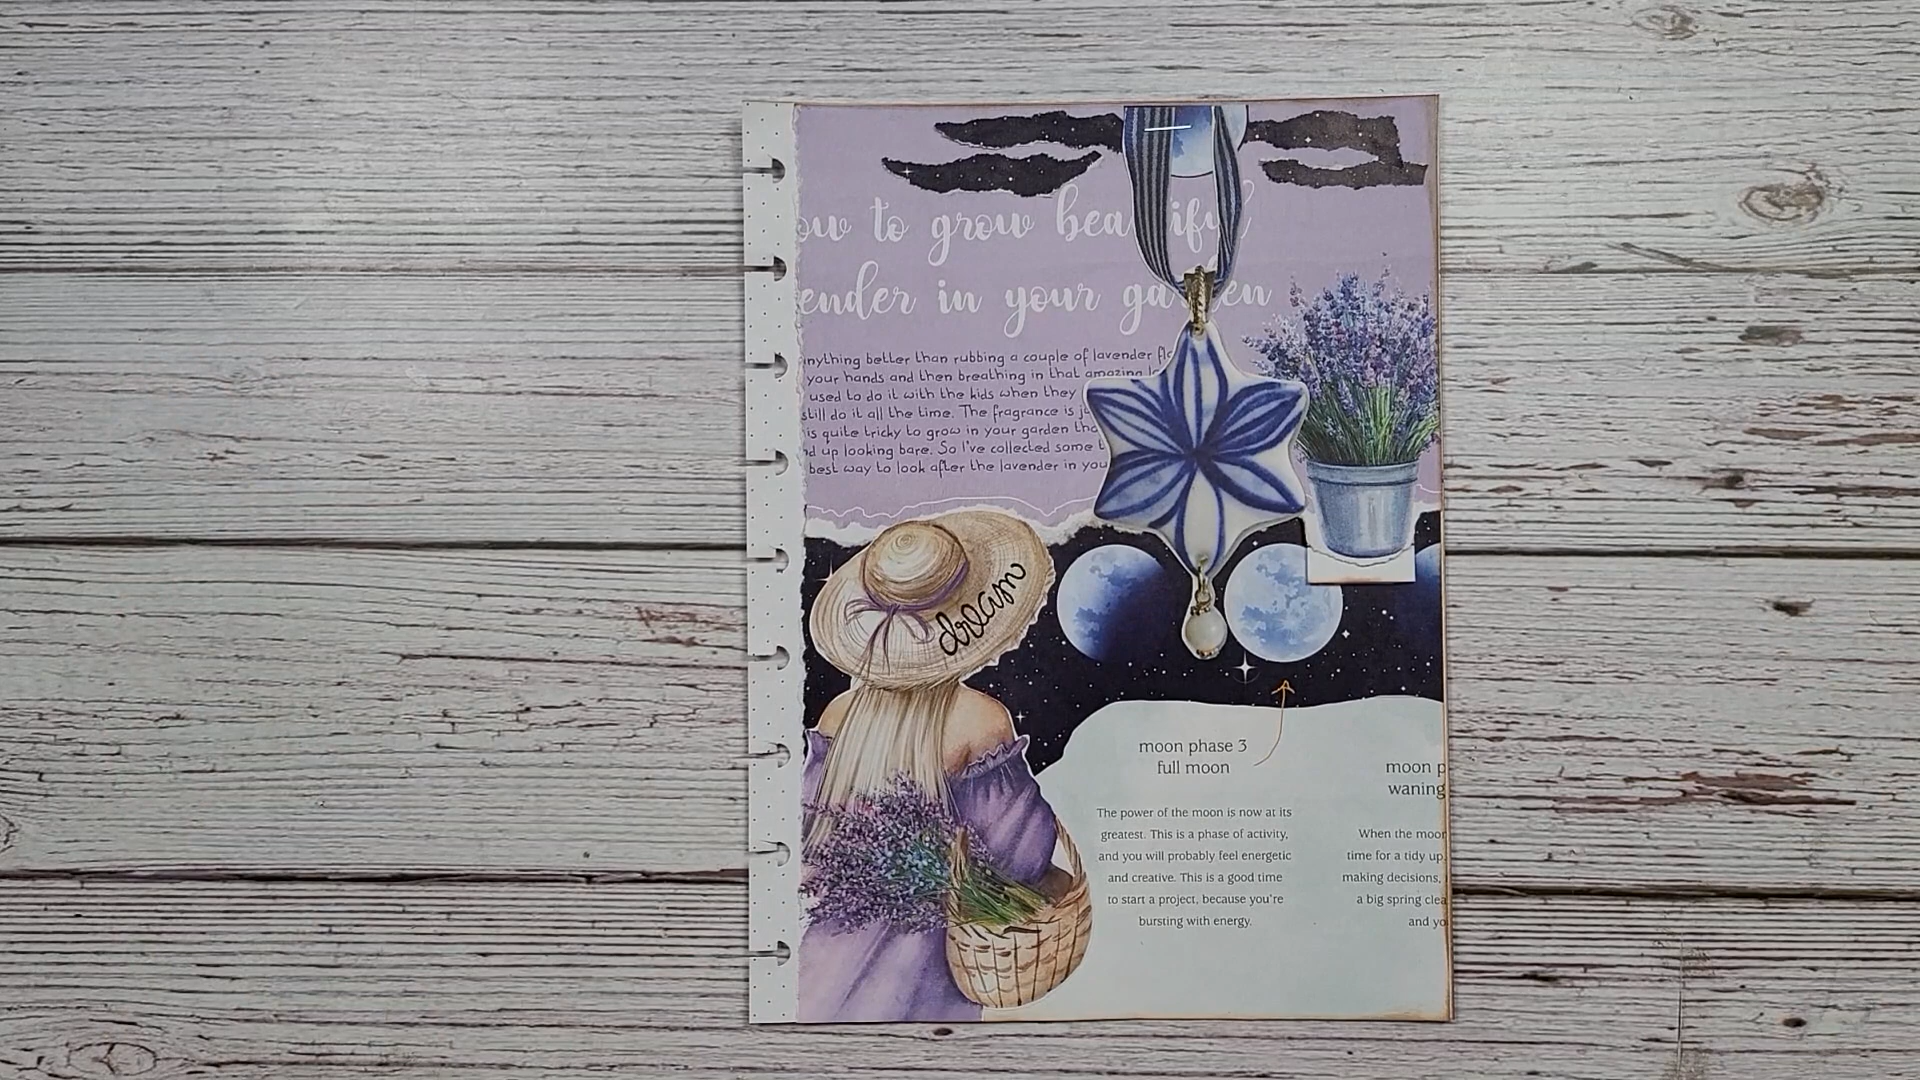 ow to grow beautiful
ender in your garden
nything better than rubbing a couple of lavender flo
your hands and then breathing in that amazing la
used to do it with the kids when they
still do it all the time. The fragrance is ju
is quite tricky to grow in your garden tha
d up looking bare. So I've collected some t
best way to look after the lavender in you
dream
moon phase 3
full moon
The power of the moon is now at its
greatest. This is a phase of activity,
and you will probably feel energetic
and creative. This is a good time
to start a project, because you're
bursting with energy.
moon p
waning
When the moon
time for a tidy up.
making decisions,
a big spring clea
and yo